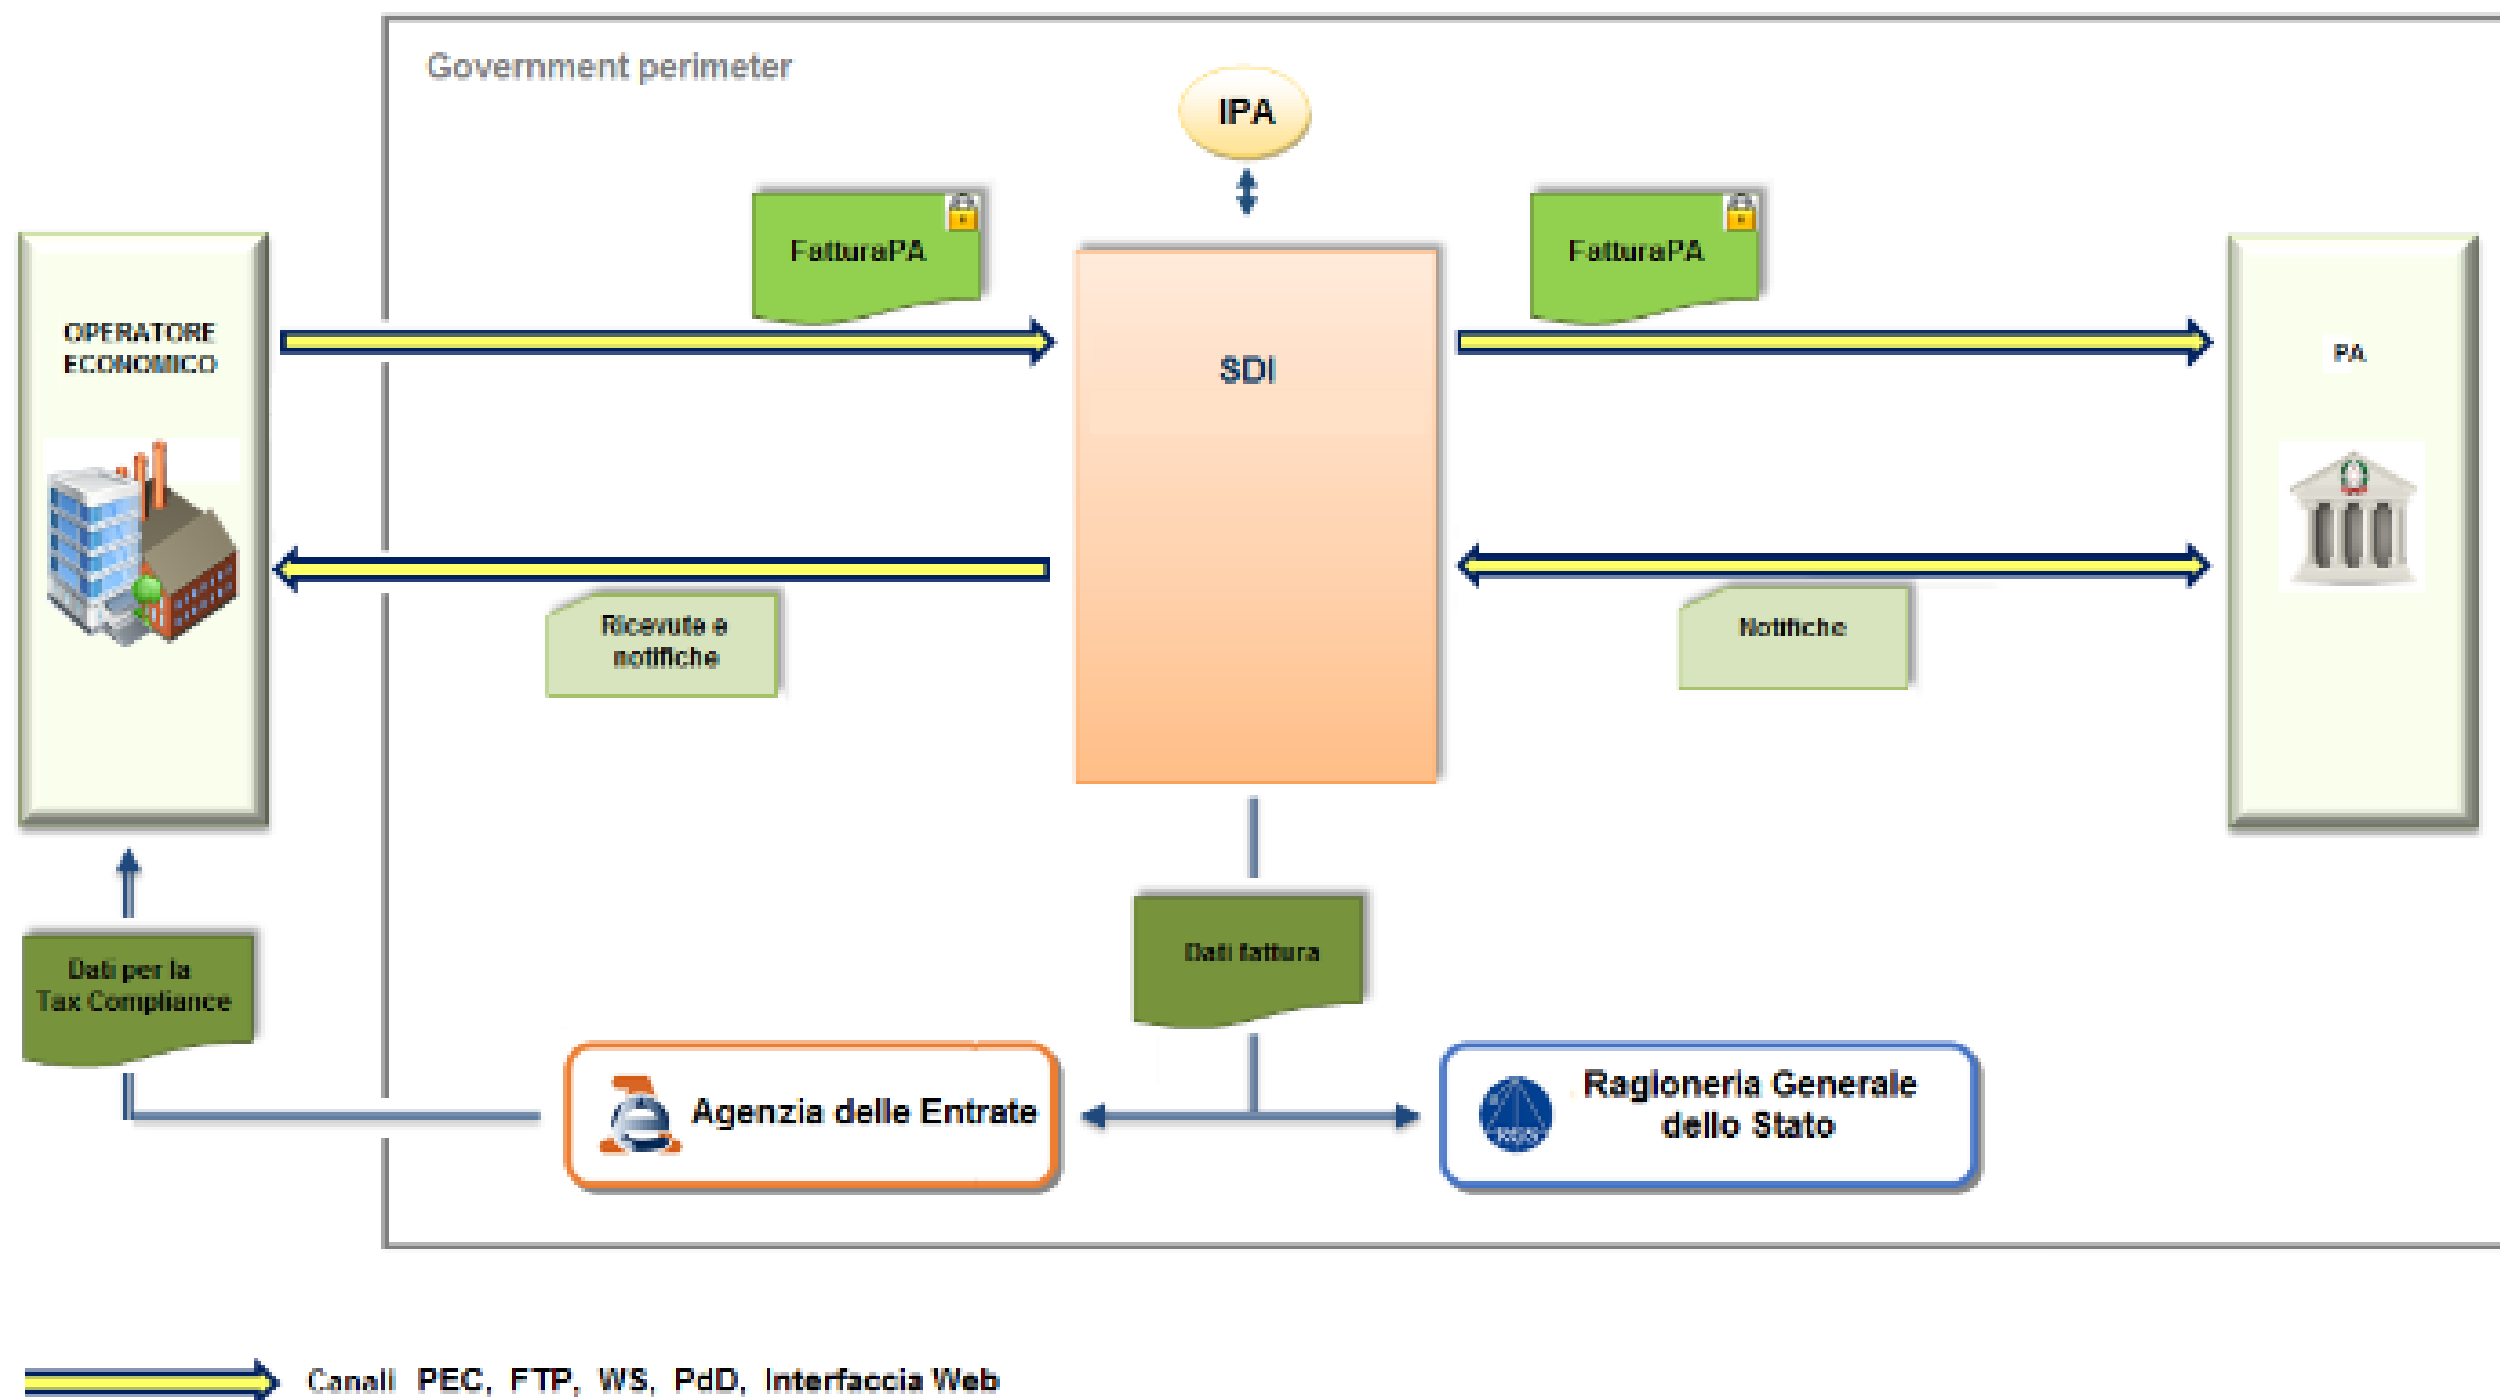 Government perimeter
IPA
FatturaPA
FatturaPA
OPERATORE
ECONOMICO
SDI
PA
Ricevute e
notifiche
Notifiche
Dati per la
Tax Compliance
Dati fattura
Agenzia delle Entrate
Ragioneria Generale
dello Stato
Canali PEC, FTP, WS, PdD, Interfaccia Web